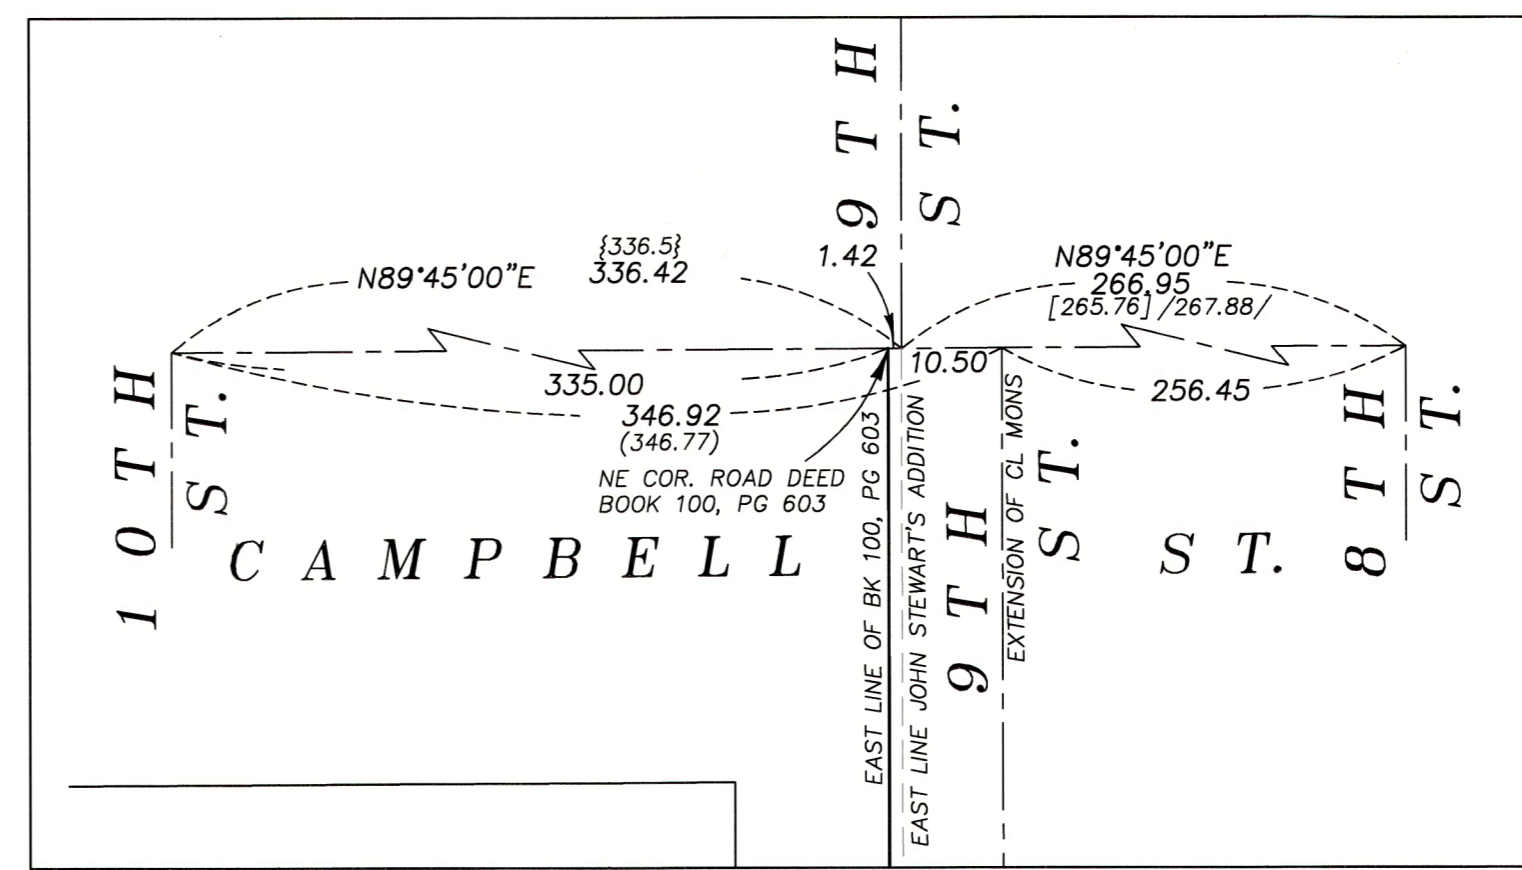 9TH
ST.
{336.5}
N89°45'00"E 336.42
1.42
N89°45'00"E
266.95
[265.76] /267.88/
335.00
346.92
(346.77)
10.50
256.45
NE COR. ROAD DEED
BOOK 100, PG 603
10TH
ST.
CAMPBELL ST.
EAST LINE OF BK 100, PG 603
EAST LINE JOHN STEWART'S ADDITION
9TH
ST.
EXTENSION OF CL MONS
8TH
ST.